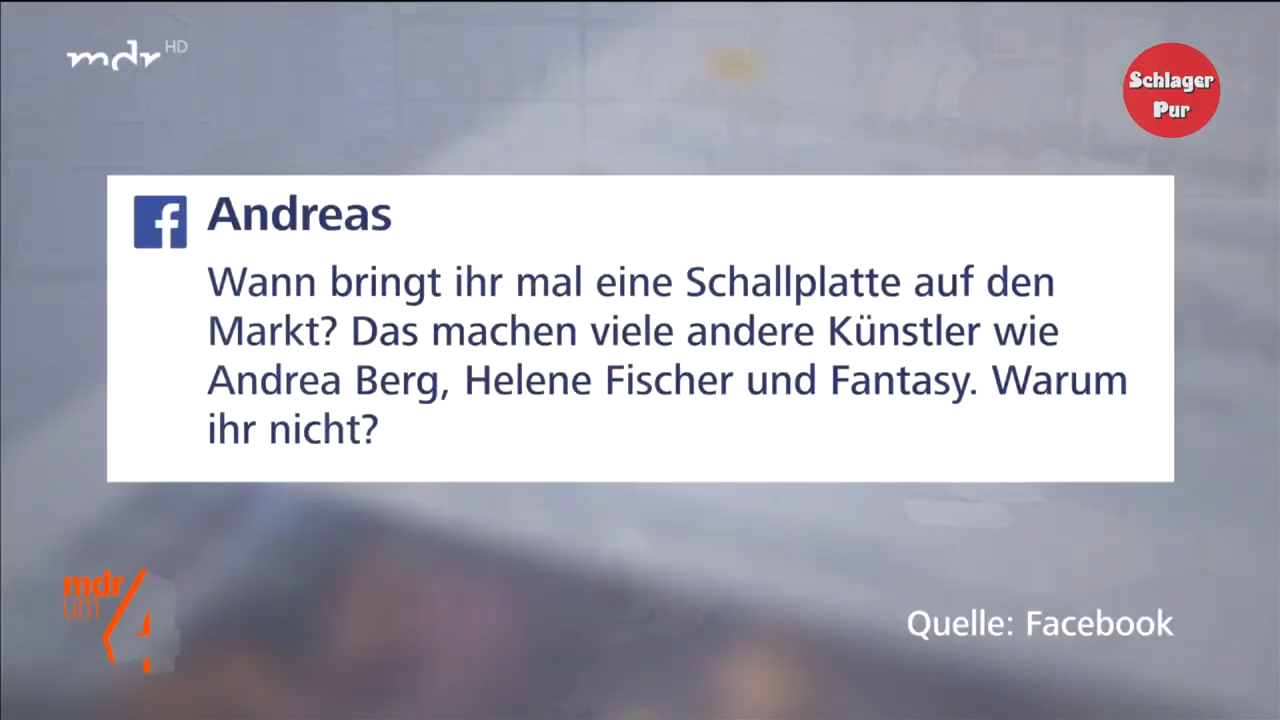 mdr HD
Schlager
Pur
Andreas
Wann bringt ihr mal eine Schallplatte auf den
Markt? Das machen viele andere Künstler wie
Andrea Berg, Helene Fischer und Fantasy. Warum
ihr nicht?
mdr
um
4
Quelle: Facebook